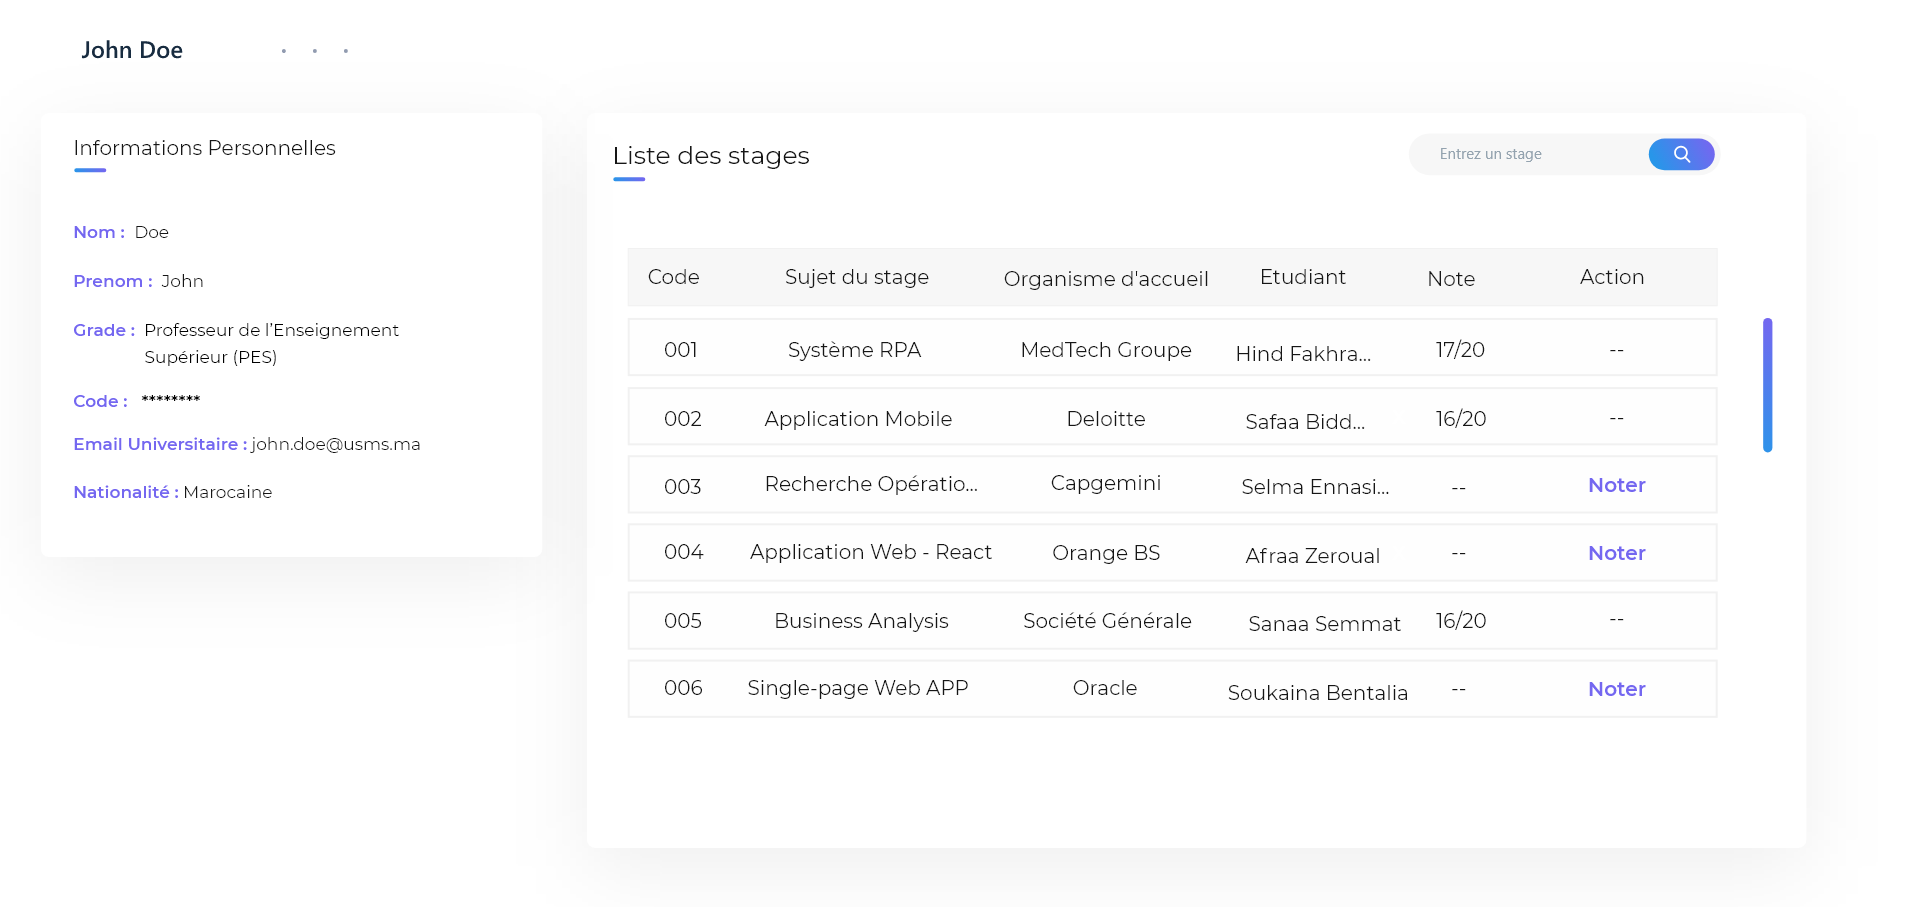 John Doe
Informations Personnelles
Nom : Doe
Prenom : John
Grade : Professeur de l’Enseignement
Supérieur (PES)
Code : ********
Email Universitaire : john.doe@usms.ma
Nationalité : Marocaine
Liste des stages
Entrez un stage
Code Sujet du stage Organisme d'accueil Etudiant Note Action
001 Système RPA MedTech Groupe Hind Fakhra... 17/20 --
002 Application Mobile Deloitte Safaa Bidd... 16/20 --
003 Recherche Opératio... Capgemini Selma Ennasi... -- Noter
004 Application Web - React Orange BS Afraa Zeroual -- Noter
005 Business Analysis Société Générale Sanaa Semmat 16/20 --
006 Single-page Web APP Oracle Soukaina Bentalia -- Noter